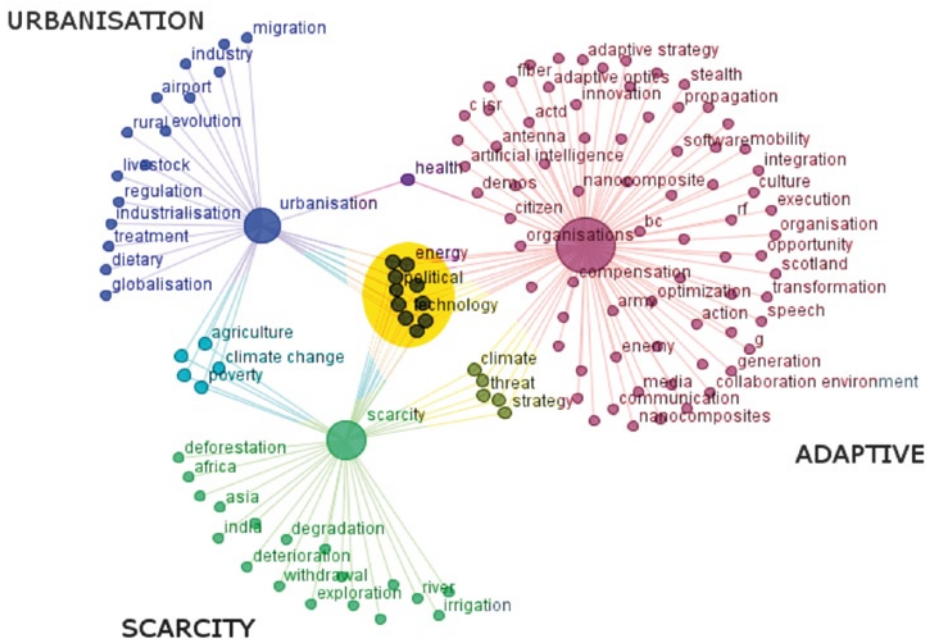 URBANISATION
migration
industry
airport
rural evolution
livestock
regulation
industrialisation
treatment
dietary
globalisation
urbanisation
health
energy
political
technology
agriculture
climate change
poverty
climate
threat
strategy
scarcity
deforestation
africa
asia
india
degradation
deterioration
withdrawal
exploration
river
irrigation
SCARCITY
adaptive strategy
fiber
adaptive optics
stealth
innovation
propagation
c isr
actd
antenna
software
mobility
artificial intelligence
integration
demos
nanocomposite
culture
citizen
rf
execution
bc
organisations
organisation
opportunity
compensation
scotland
optimization
transformation
army
action
speech
enemy
g
generation
media
collaboration environment
communication
nanocomposites
ADAPTIVE